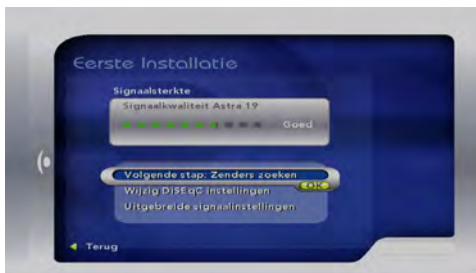 Eerste Installatie
Signaalsterkte
Signaalkwaliteit Astra 19
Goed
Volgende stap: Zenders zoeken
OK
Wijzig DiSEqC instellingen
Uitgebreide signaalinstellingen
Terug